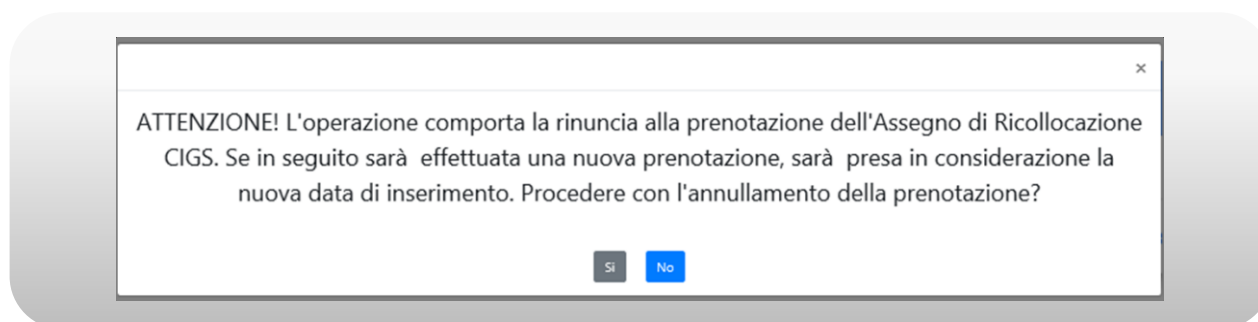 ×
ATTENZIONE! L'operazione comporta la rinuncia alla prenotazione dell'Assegno di Ricollocazione
CIGS. Se in seguito sarà  effettuata una nuova prenotazione, sarà  presa in considerazione la
nuova data di inserimento. Procedere con l'annullamento della prenotazione?
Si No